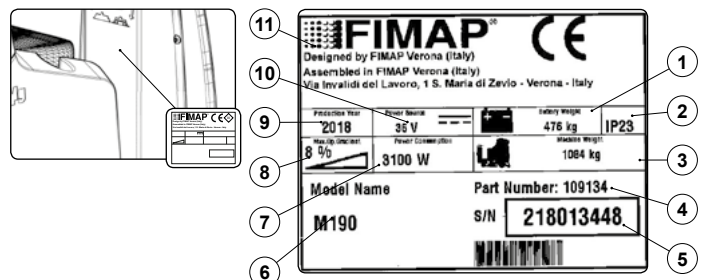 FIMAP CE
Designed by FIMAP Verona (Italy)
Assembled in FIMAP Verona (Italy)
Via Invalidi del Lavoro, 1 S. Maria di Zevio - Verona - Italy
Production Year Power Source Battery Weight
2018 36 V 476 kg IP23
Max.Op.Gradient Power Consumption Machine Weight
8 % 3100 W 1084 kg
Model Name Part Number: 109134
M190 S/N 218013448
11
10
9
8
7
6
1
2
3
4
5
FIMAP CE